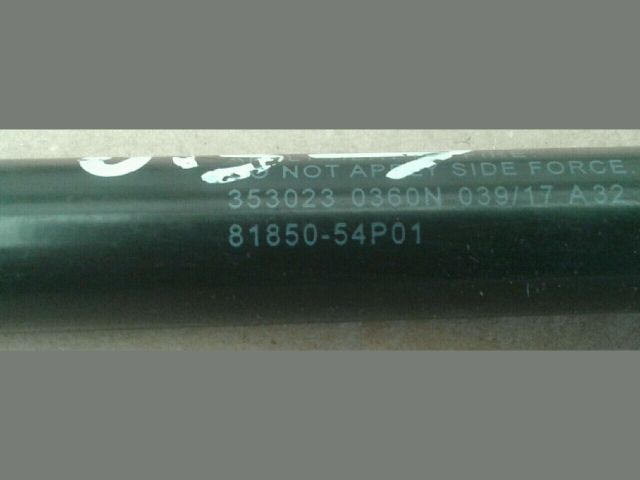 NOT APPLY SIDE FORCE.
353023 0360N 039/17 A32
81850-54P01